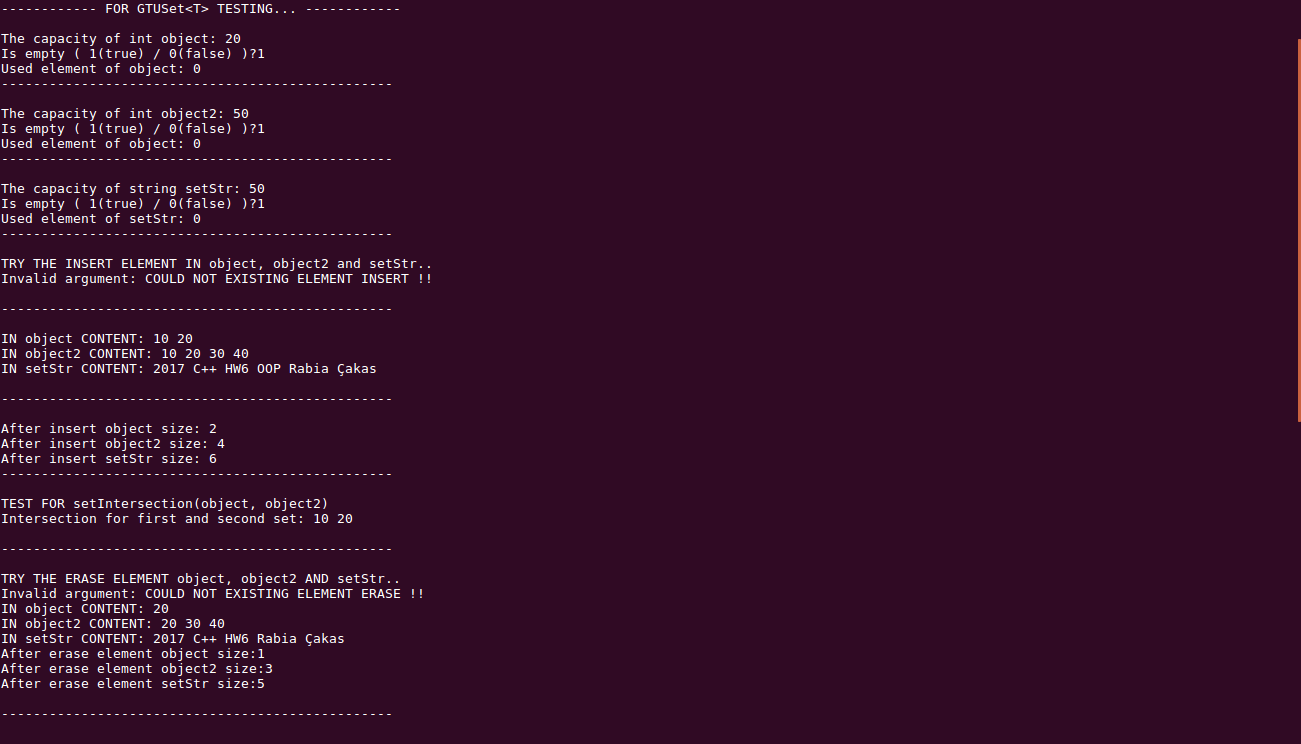 ------------ FOR GTUSet<T> TESTING... ------------
The capacity of int object: 20
Is empty ( 1(true) / 0(false) )?1
Used element of object: 0
-------------------------------------------------
The capacity of int object2: 50
Is empty ( 1(true) / 0(false) )?1
Used element of object: 0
-------------------------------------------------
The capacity of string setStr: 50
Is empty ( 1(true) / 0(false) )?1
Used element of setStr: 0
-------------------------------------------------
TRY THE INSERT ELEMENT IN object, object2 and setStr..
Invalid argument: COULD NOT EXISTING ELEMENT INSERT !!
-------------------------------------------------
IN object CONTENT: 10 20
IN object2 CONTENT: 10 20 30 40
IN setStr CONTENT: 2017 C++ HW6 OOP Rabia Çakas
-------------------------------------------------
After insert object size: 2
After insert object2 size: 4
After insert setStr size: 6
-------------------------------------------------
TEST FOR setIntersection(object, object2)
Intersection for first and second set: 10 20
-------------------------------------------------
TRY THE ERASE ELEMENT object, object2 AND setStr..
Invalid argument: COULD NOT EXISTING ELEMENT ERASE !!
IN object CONTENT: 20
IN object2 CONTENT: 20 30 40
IN setStr CONTENT: 2017 C++ HW6 Rabia Çakas
After erase element object size:1
After erase element object2 size:3
After erase element setStr size:5
-------------------------------------------------